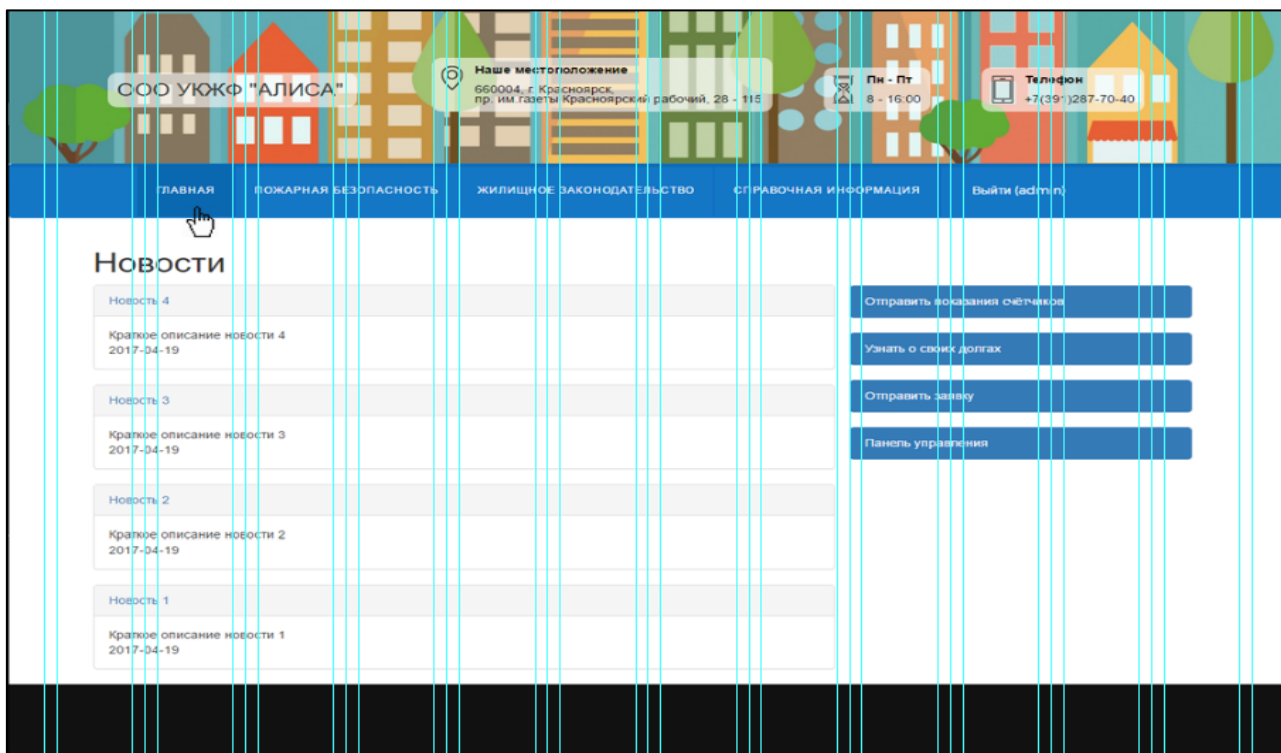 ООО УКЖФ "АЛИСА"
Наше местоположение
660004, г. Красноярск,
пр. им.газеты Красноярский рабочий, 28 - 115
Пн - Пт
8 - 16:00
Телефон
+7(391)287-70-40
ГЛАВНАЯ
ПОЖАРНАЯ БЕЗОПАСНОСТЬ
ЖИЛИЩНОЕ ЗАКОНОДАТЕЛЬСТВО
СПРАВОЧНАЯ ИНФОРМАЦИЯ
Выйти (admin)
Новости
Новость 4
Краткое описание новости 4
2017-04-19
Новость 3
Краткое описание новости 3
2017-04-19
Новость 2
Краткое описание новости 2
2017-04-19
Новость 1
Краткое описание новости 1
2017-04-19
Отправить показания счётчиков
Узнать о своих долгах
Отправить заявку
Панель управления